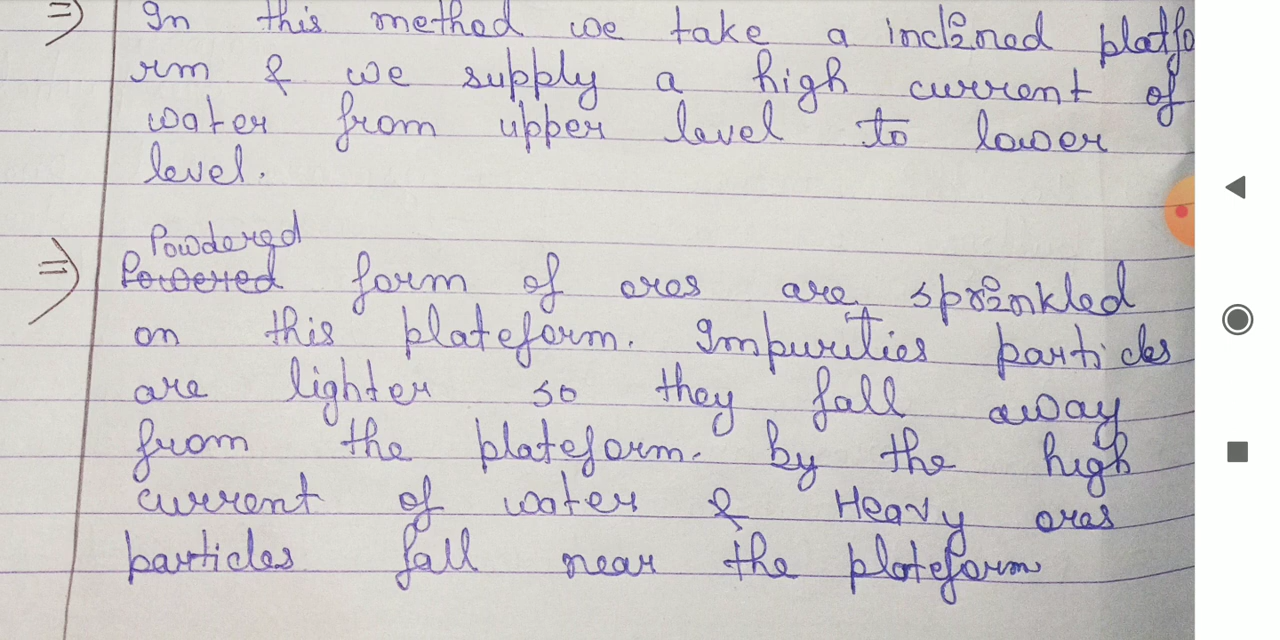 ⇒ In this method we take a inclined platfo
rm & we supply a high current of
water from upper level to lower
level.
Powdered
⇒ Powered form of ores are sprinkled
on this plateform. Impurities particles
are lighter so they fall away
from the plateform. by the high
current of water & Heavy ores
particles fall near the plateform